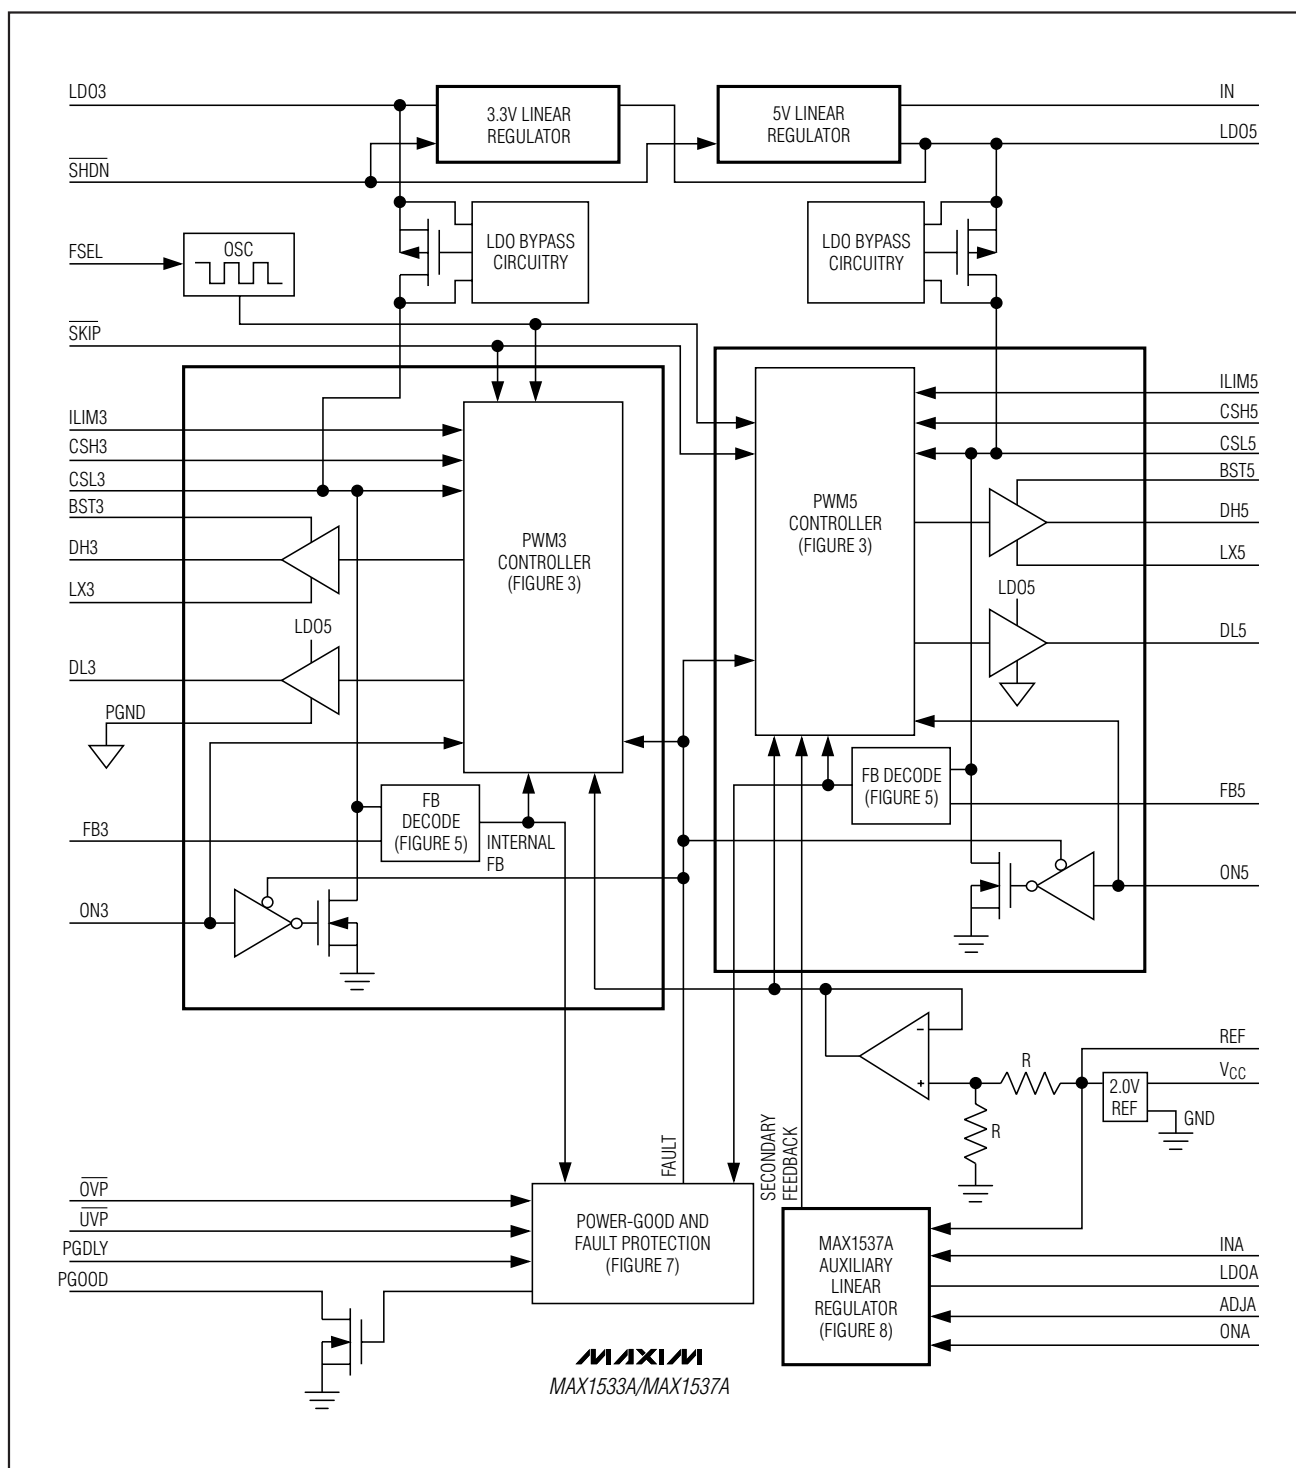 LDO3
3.3V LINEAR
REGULATOR
5V LINEAR
REGULATOR
IN
LDO5
SHDN
FSEL
OSC
LDO BYPASS
CIRCUITRY
LDO BYPASS
CIRCUITRY
SKIP
ILIM3
CSH3
CSL3
BST3
DH3
LX3
LDO5
DL3
PGND
PWM3
CONTROLLER
(FIGURE 3)
FB
DECODE
(FIGURE 5)
INTERNAL
FB
FB3
ON3
PWM5
CONTROLLER
(FIGURE 3)
ILIM5
CSH5
CSL5
BST5
DH5
LX5
LDO5
DL5
FB DECODE
(FIGURE 5)
FB5
ON5
-
+
R
R
REF
VCC
2.0V
REF
GND
FAULT
SECONDARY
FEEDBACK
OVP
UVP
PGDLY
PGOOD
POWER-GOOD AND
FAULT PROTECTION
(FIGURE 7)
MAX1537A
AUXILIARY
LINEAR
REGULATOR
(FIGURE 8)
INA
LDOA
ADJA
ONA
MAXIM
MAX1533A/MAX1537A